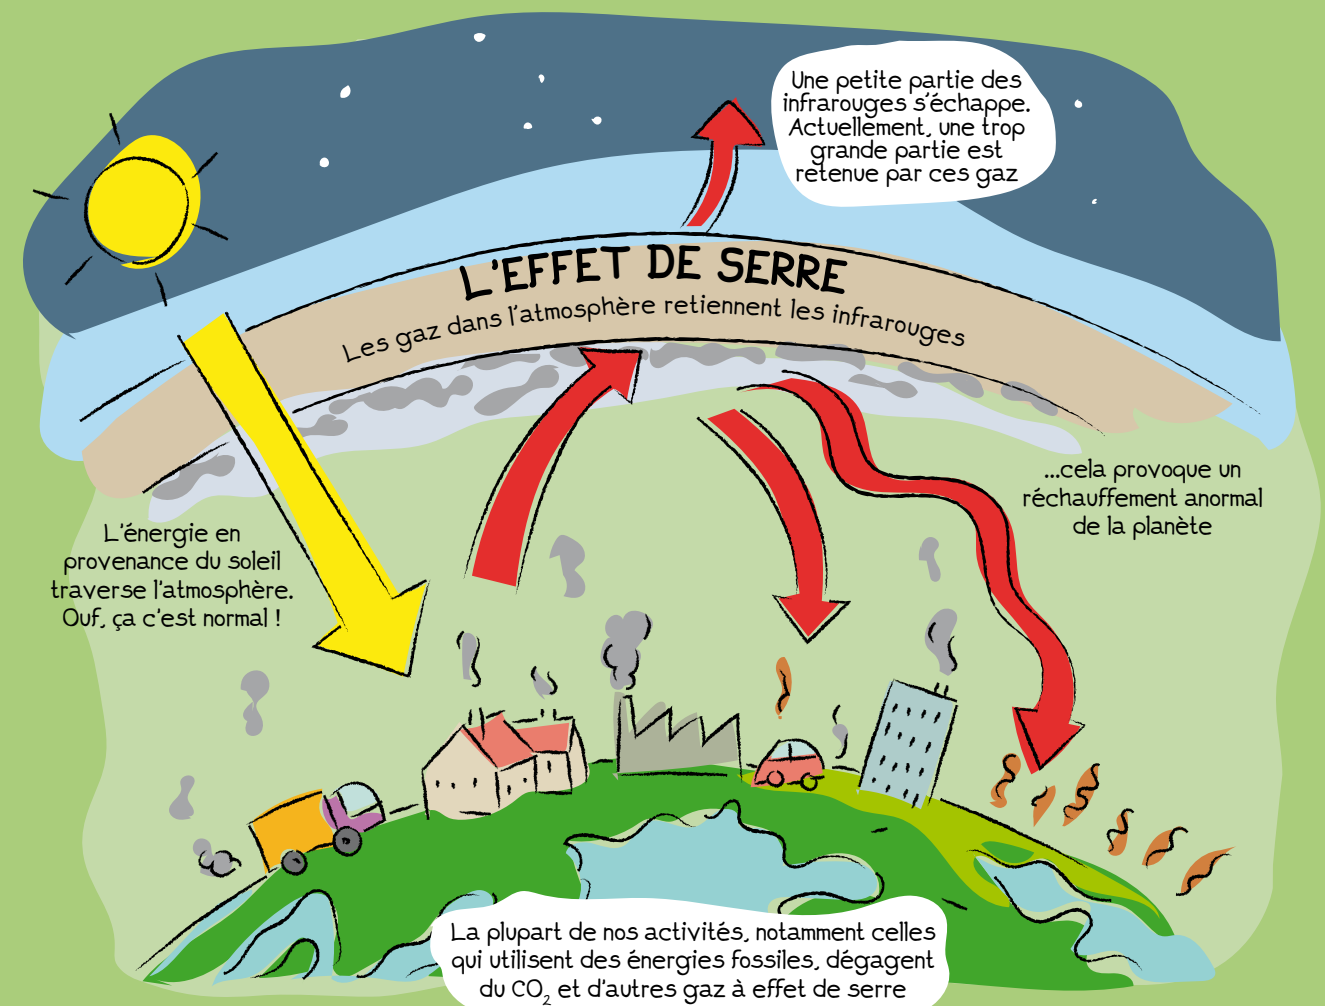 Une petite partie des
infrarouges s'échappe.
Actuellement, une trop
grande partie est
retenue par ces gaz
L'EFFET DE SERRE
Les gaz dans l'atmosphère retiennent les infrarouges
...cela provoque un
réchauffement anormal
de la planète
L'énergie en
provenance du soleil
traverse l'atmosphère.
Ouf, ça c'est normal !
La plupart de nos activités, notamment celles
qui utilisent des énergies fossiles, dégagent
du CO₂ et d'autres gaz à effet de serre